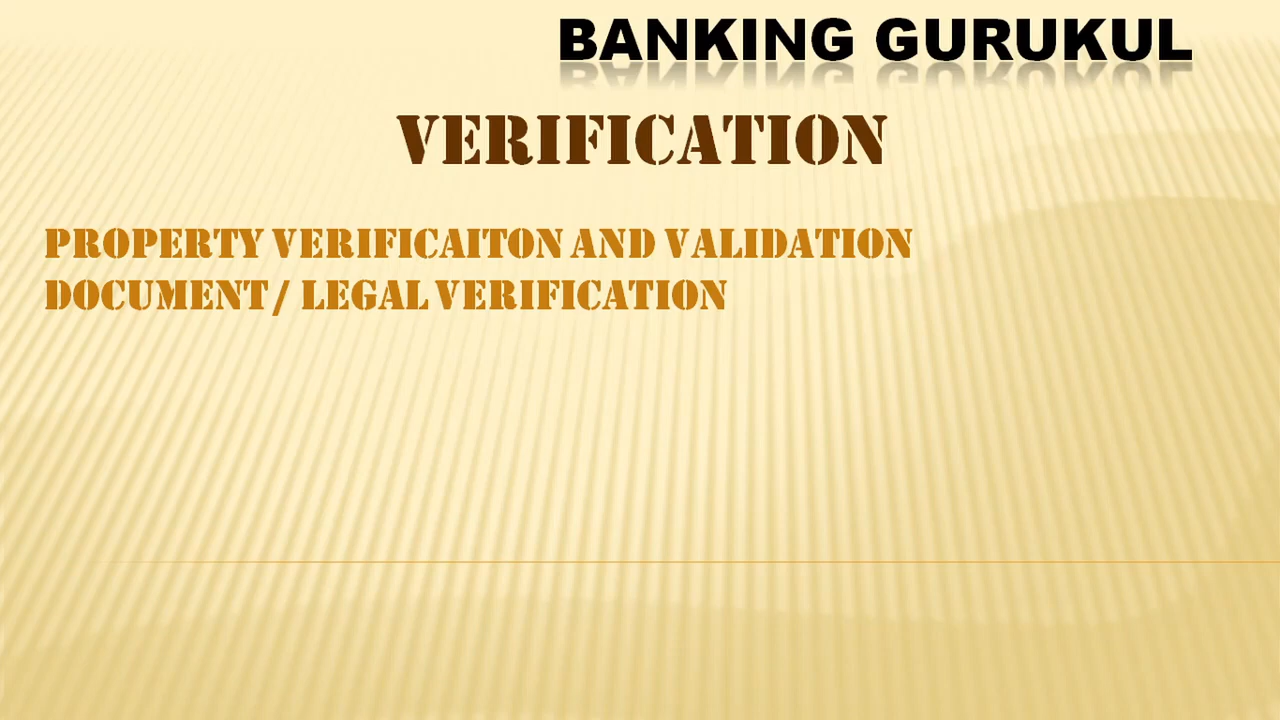 BANKING GURUKUL
VERIFICATION
PROPERTY VERIFICAITON AND VALIDATION
DOCUMENT/ LEGAL VERIFICATION